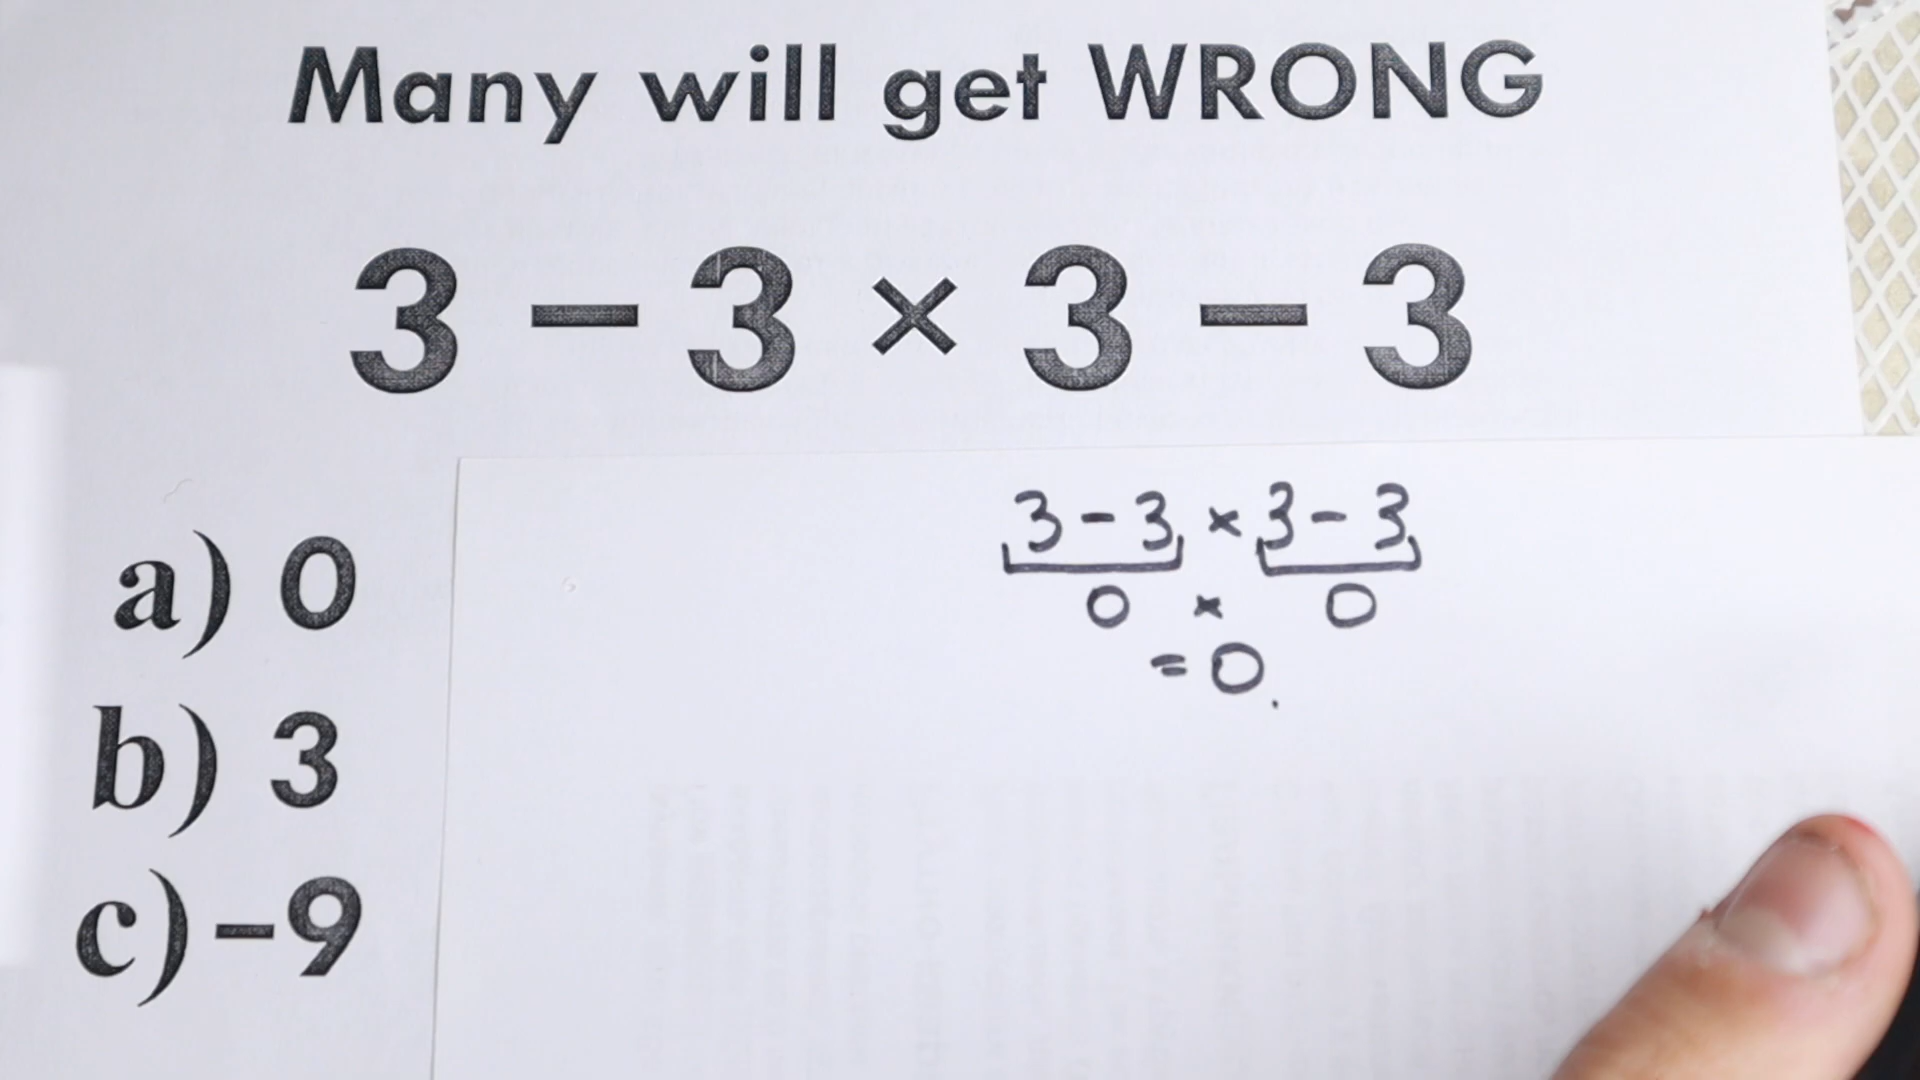 Many will get WRONG
3 − 3 × 3 − 3
3 - 3 × 3 - 3
0 × 0
= 0.
a) 0
b) 3
c) -9